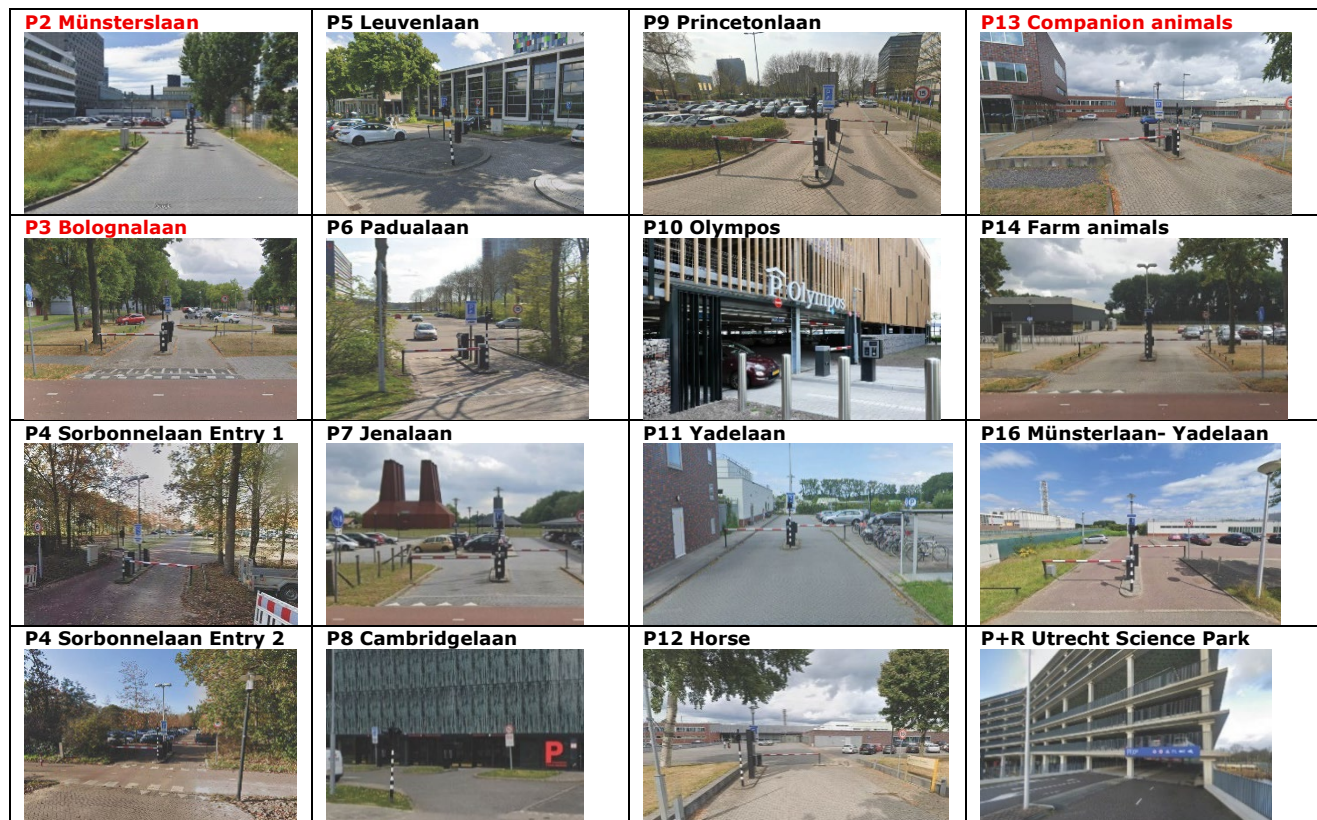 P2 Münsterslaan
P5 Leuvenlaan
P9 Princetonlaan
P13 Companion animals
P3 Bolognalaan
P6 Padualaan
P10 Olympos
P Olympos
P14 Farm animals
P4 Sorbonnelaan Entry 1
P7 Jenalaan
P11 Yadelaan
P16 Münsterlaan- Yadelaan
P4 Sorbonnelaan Entry 2
P8 Cambridgelaan
P
P12 Horse
P+R Utrecht Science Park